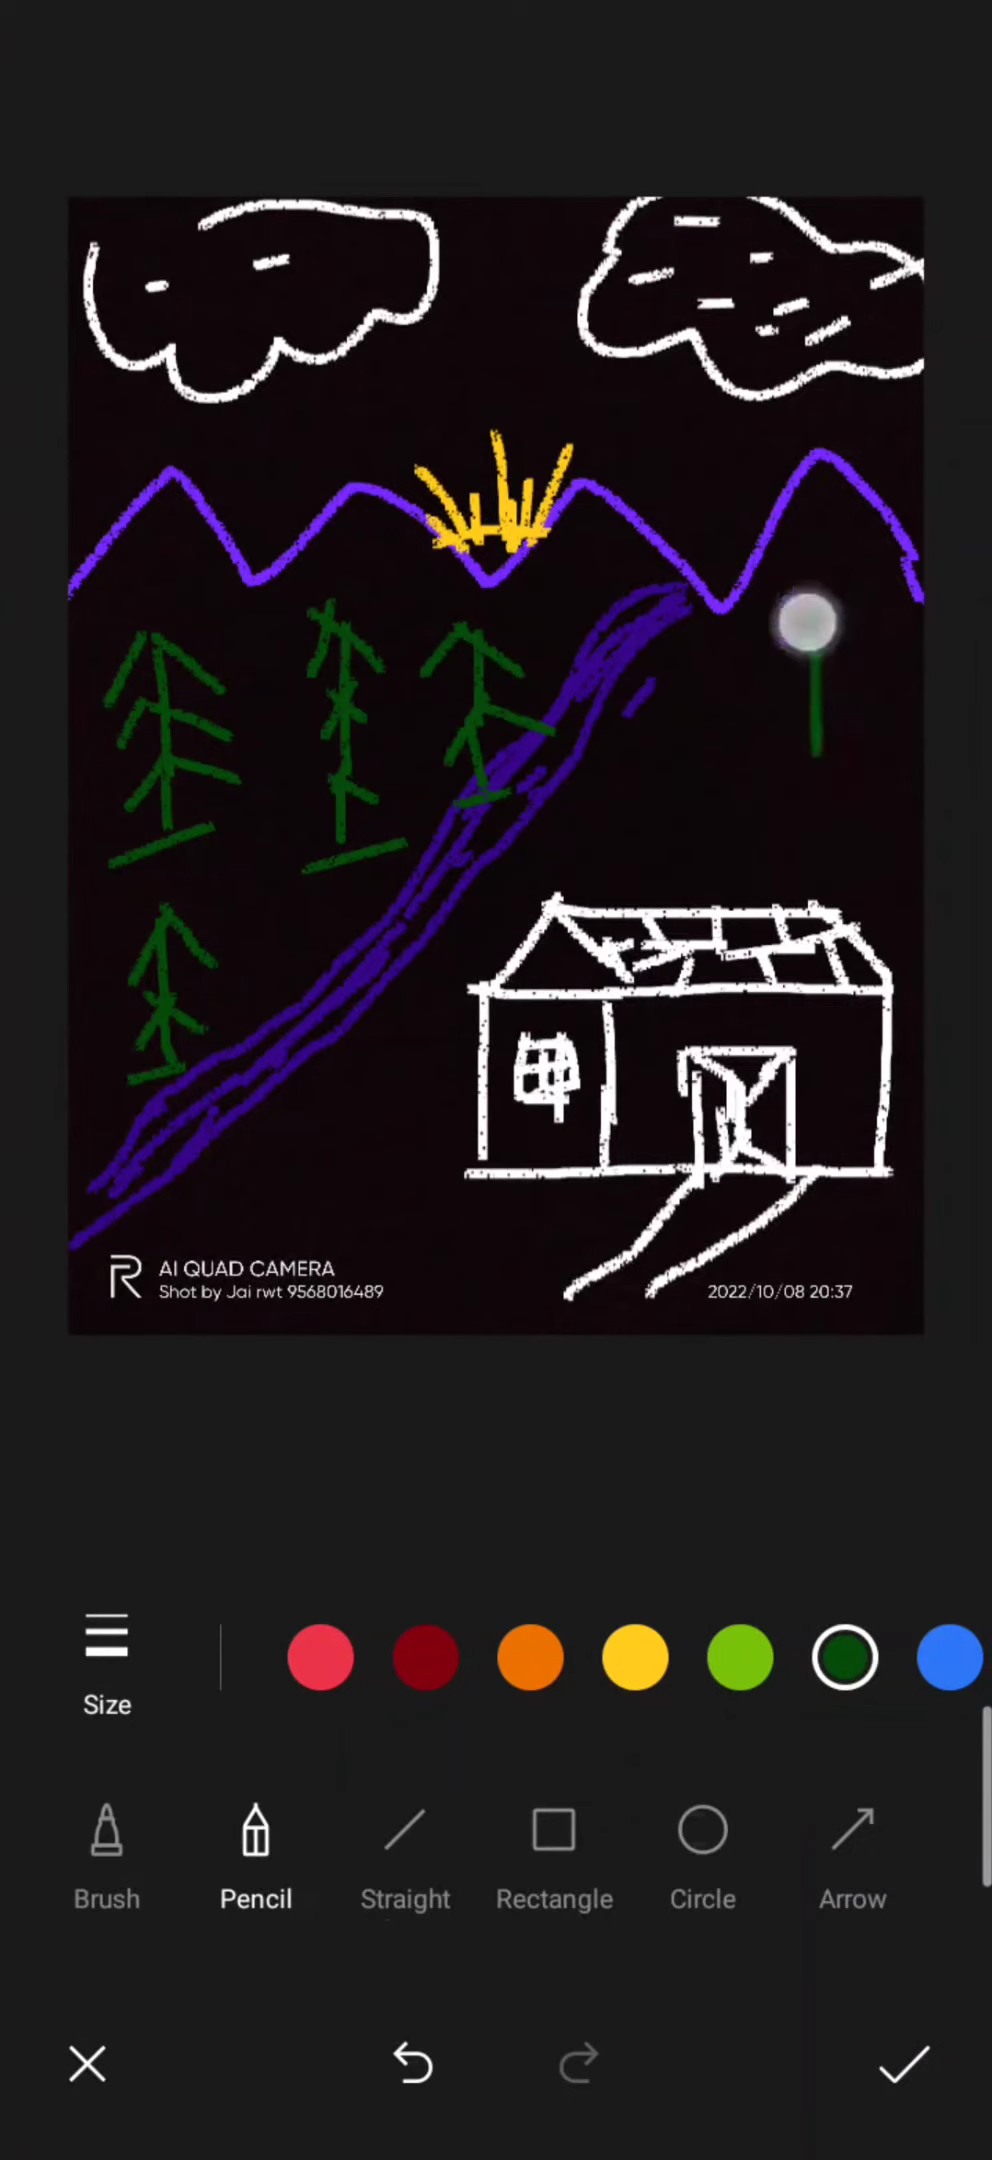 AI QUAD CAMERA
Shot by Jai rwt 9568016489
2022/10/08 20:37
Size
Brush
Pencil
Straight
Rectangle
Circle
Arrow